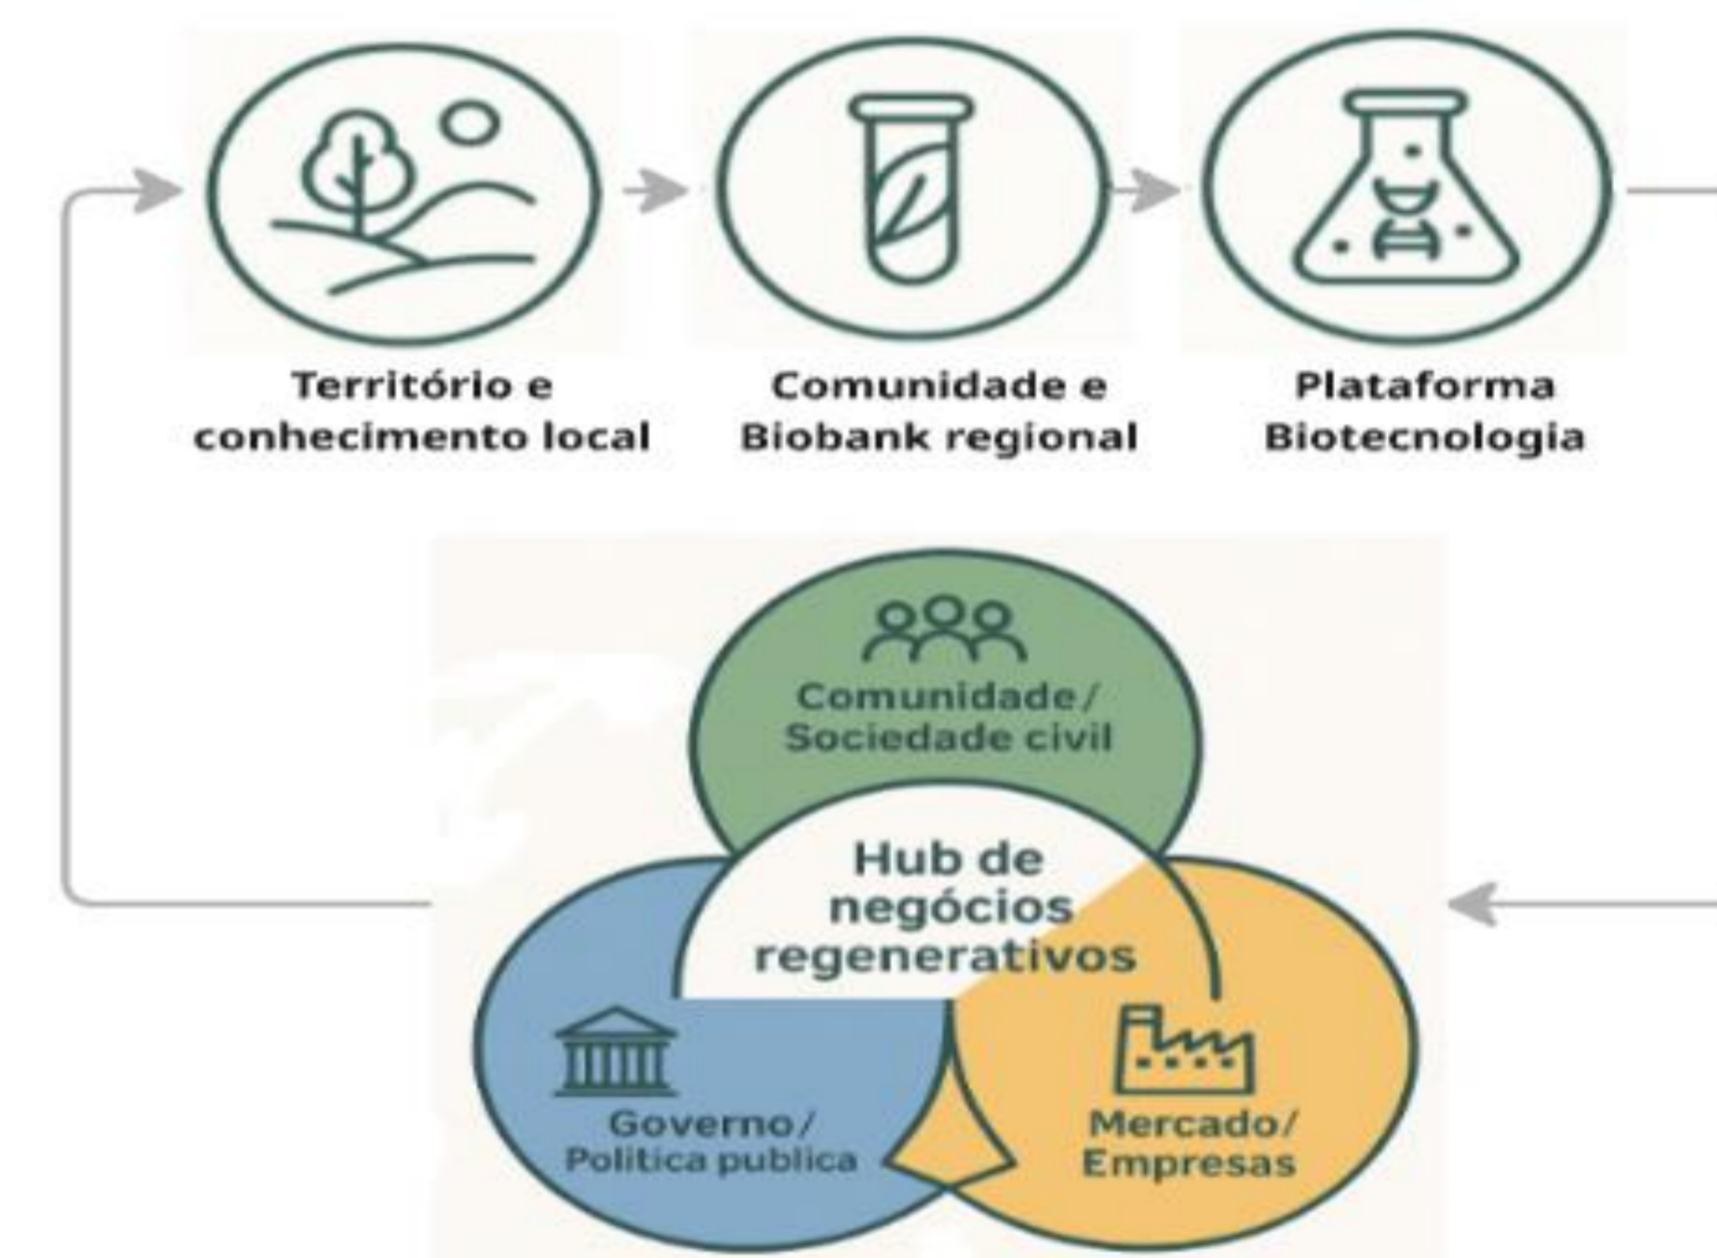 Território e
conhecimento local
Comunidade e
Biobank regional
Plataforma
Biotecnologia
Comunidade/
Sociedade civil
Hub de
negócios
regenerativos
Governo/
Politica publica
Mercado/
Empresas